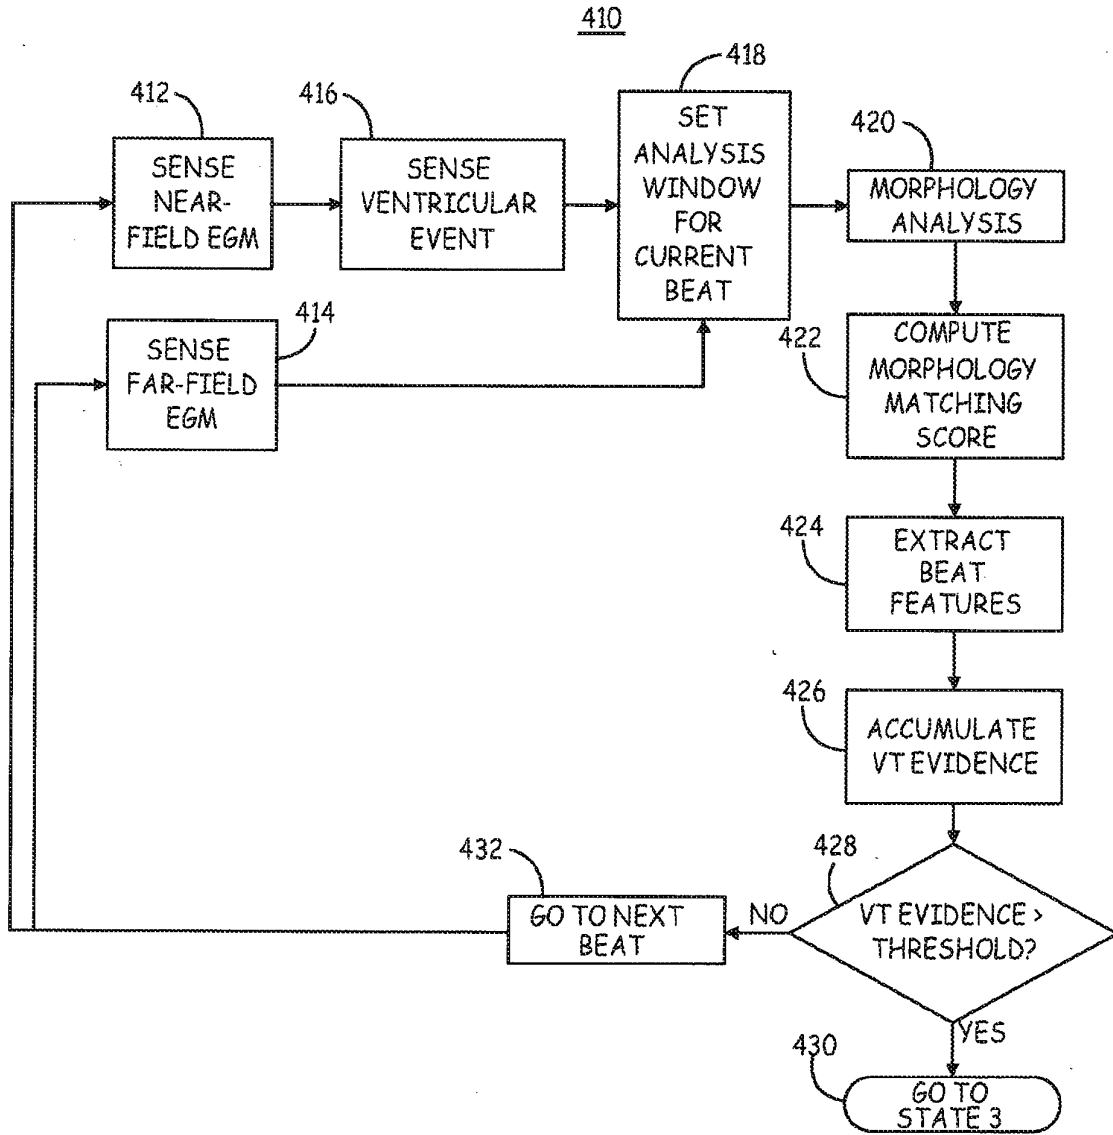 410
412
SENSE
NEAR-
FIELD EGM
416
SENSE
VENTRICULAR
EVENT
418
SET
ANALYSIS
WINDOW
FOR
CURRENT
BEAT
420
MORPHOLOGY
ANALYSIS
414
SENSE
FAR-FIELD
EGM
422
COMPUTE
MORPHOLOGY
MATCHING
SCORE
424
EXTRACT
BEAT
FEATURES
426
ACCUMULATE
VT EVIDENCE
428
VT EVIDENCE >
THRESHOLD?
NO
432
GO TO NEXT
BEAT
YES
430
GO TO
STATE 3